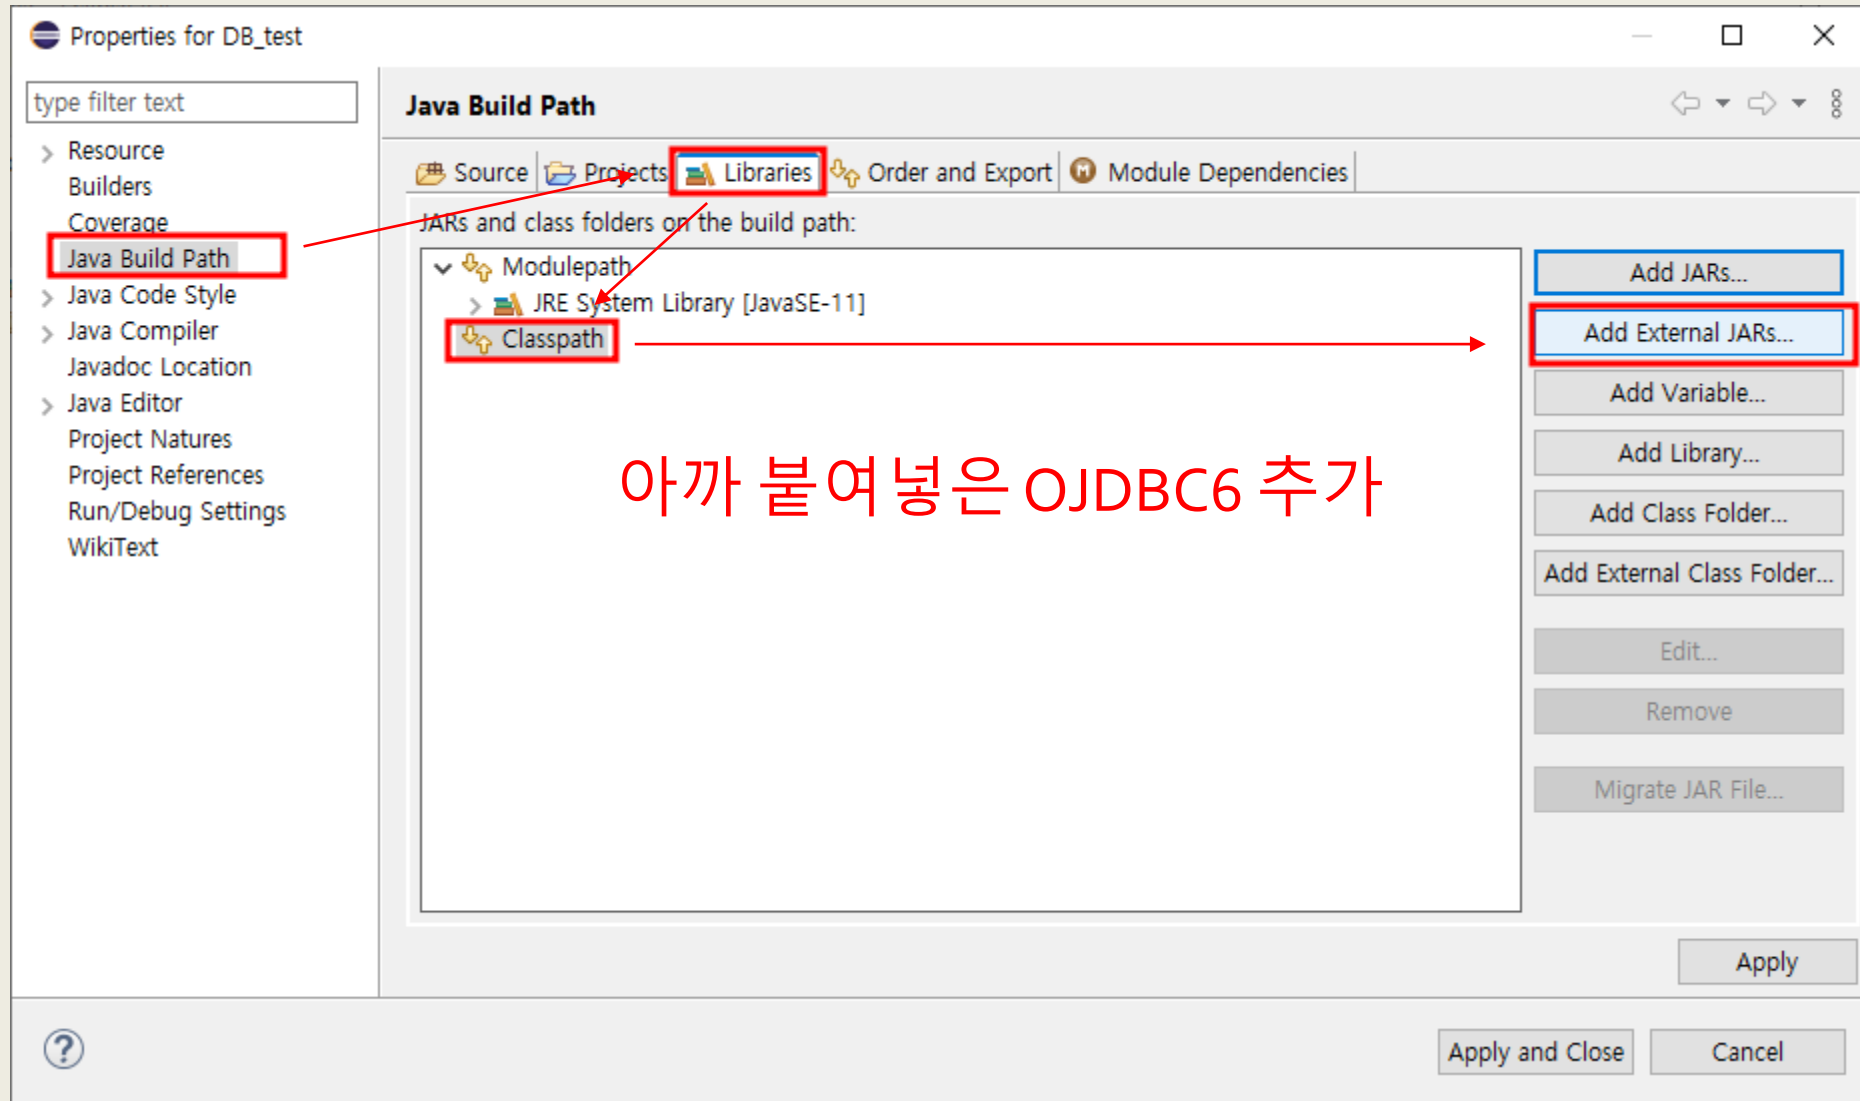 Properties for DB_test
type filter text
Resource
Builders
Coverage
Java Build Path
Java Code Style
Java Compiler
Javadoc Location
Java Editor
Project Natures
Project References
Run/Debug Settings
WikiText
Java Build Path
Source Projects Libraries Order and Export Module Dependencies
JARs and class folders on the build path:
Modulepath
JRE System Library [JavaSE-11]
Classpath
아까 붙여넣은 OJDBC6 추가
Add JARs...
Add External JARs...
Add Variable...
Add Library...
Add Class Folder...
Add External Class Folder...
Edit...
Remove
Migrate JAR File...
Apply
Apply and Close Cancel